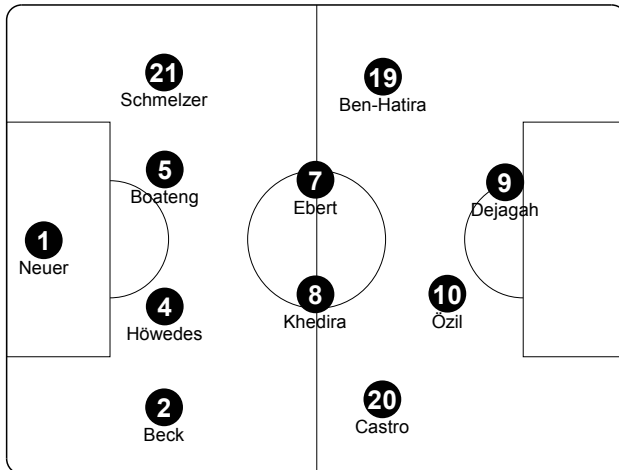 21
Schmelzer
19
Ben-Hatira
5
Boateng
7
Ebert
9
Dejagah
1
Neuer
4
Höwedes
8
Khedira
10
Özil
2
Beck
20
Castro